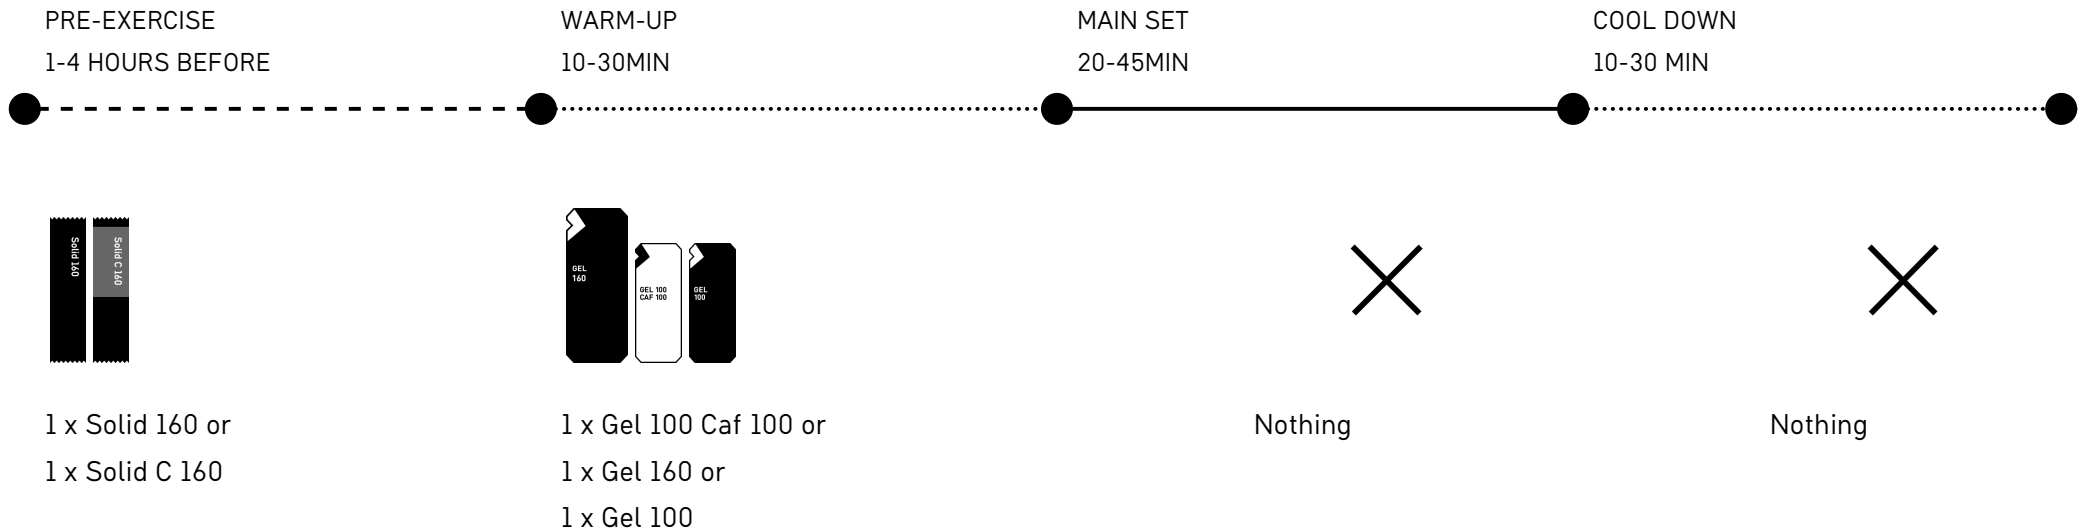 PRE-EXERCISE
1-4 HOURS BEFORE
WARM-UP
10-30MIN
MAIN SET
20-45MIN
COOL DOWN
10-30 MIN
Solid 160
Solid C 160
GEL
160
GEL 100
CAF 100
GEL
100
1 x Solid 160 or
1 x Solid C 160
1 x Gel 100 Caf 100 or
1 x Gel 160 or
1 x Gel 100
Nothing
Nothing